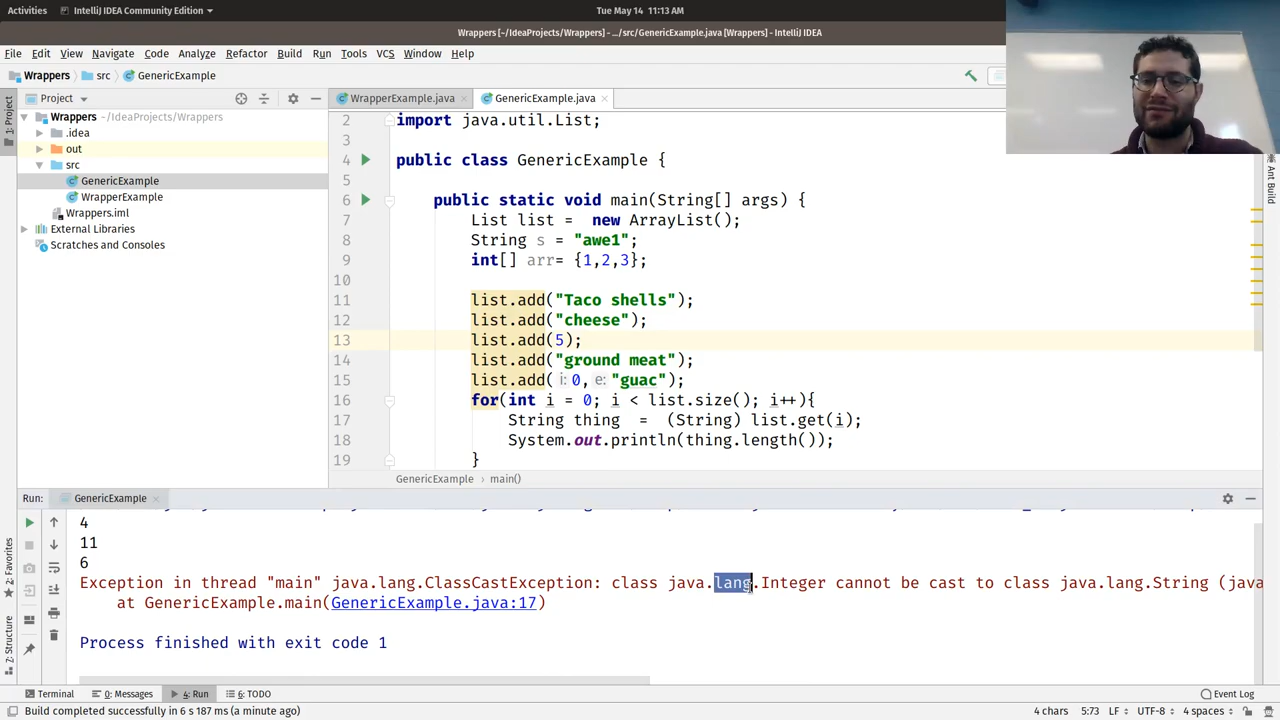 Activities IntelliJ IDEA Community Edition Tue May 14 11:13 AM
Wrappers [~/IdeaProjects/Wrappers] - .../src/GenericExample.java [Wrappers] - IntelliJ IDEA
File Edit View Navigate Code Analyze Refactor Build Run Tools VCS Window Help
Wrappers src GenericExample
Project WrapperExample.java GenericExample.java
1: Project
Wrappers ~/IdeaProjects/Wrappers
.idea
out
src
GenericExample
WrapperExample
Wrappers.iml
External Libraries
Scratches and Consoles
2 import java.util.List;
3
4 public class GenericExample {
5
6 public static void main(String[] args) {
7 List list = new ArrayList();
8 String s = "awe1";
9 int[] arr= {1,2,3};
10
11 list.add("Taco shells");
12 list.add("cheese");
13 list.add(5);
14 list.add("ground meat");
15 list.add( i: 0, e: "guac");
16 for(int i = 0; i < list.size(); i++){
17 String thing = (String) list.get(i);
18 System.out.println(thing.length());
19 }
GenericExample main()
Ant Build
Run: GenericExample
4
11
6
Exception in thread "main" java.lang.ClassCastException: class java.lang.Integer cannot be cast to class java.lang.String (java
at GenericExample.main(GenericExample.java:17)
Process finished with exit code 1
2: Favorites
7: Structure
Terminal 0: Messages 4: Run 6: TODO Event Log
Build completed successfully in 6 s 187 ms (a minute ago) 4 chars 5:73 LF UTF-8 4 spaces